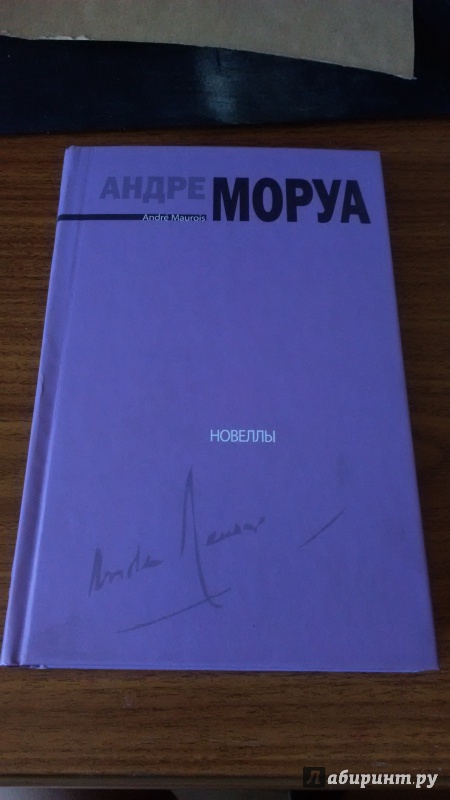 АНДРЕ МОРУА
André Maurois
НОВЕЛЛЫ
André Maurois
Лабиринт.ру